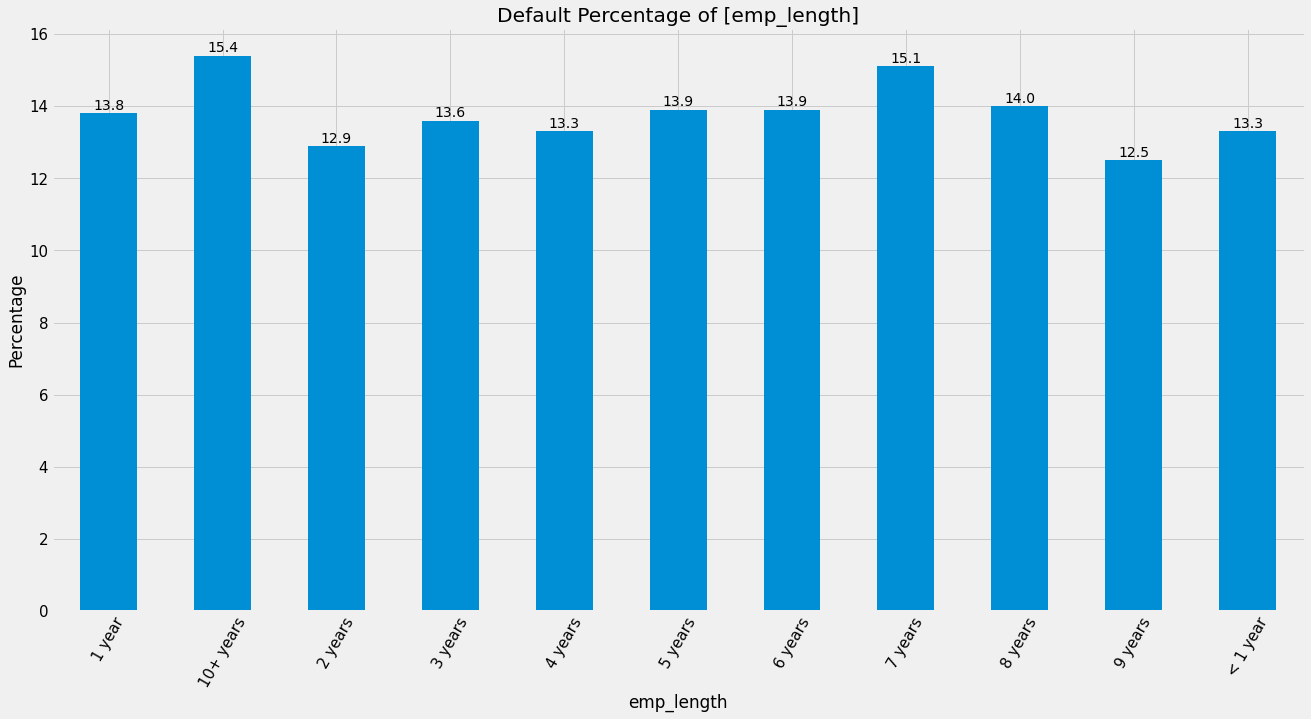 Default Percentage of [emp_length]
Percentage
16
14
12
10
8
6
4
2
0
13.8
15.4
12.9
13.6
13.3
13.9
13.9
15.1
14.0
12.5
13.3
1 year
10+ years
2 years
3 years
4 years
5 years
6 years
7 years
8 years
9 years
< 1 year
emp_length